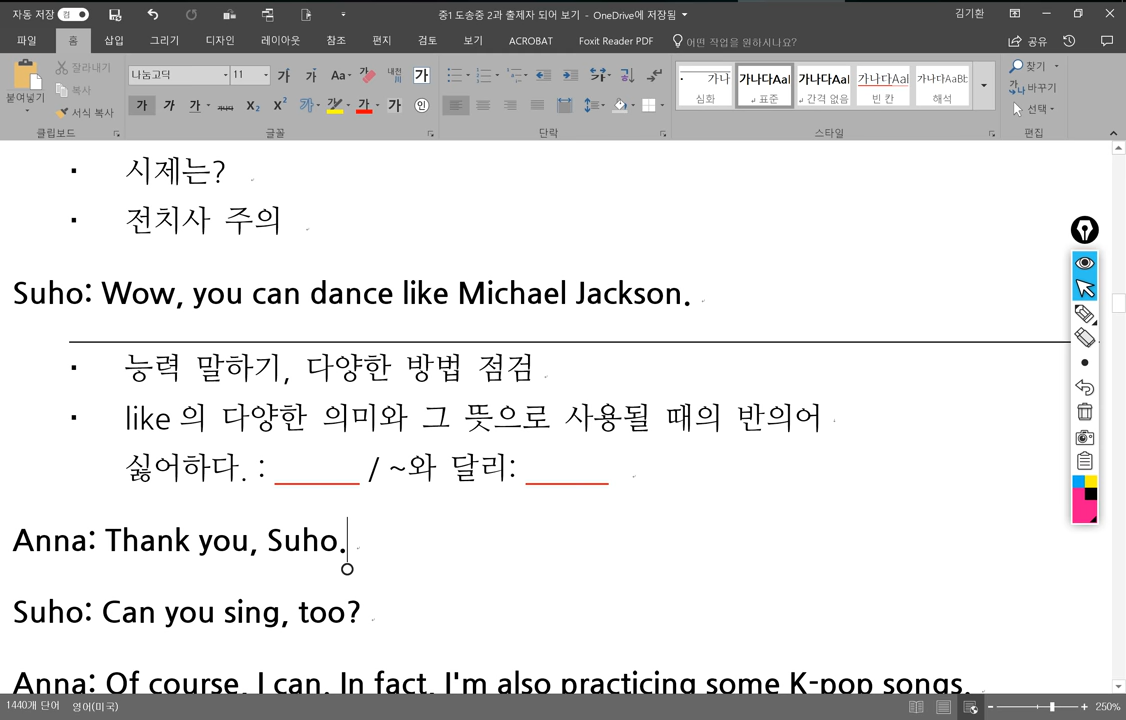 자동 저장 컴 중1 도송중 2과 출제자 되어 보기 - OneDrive에 저장됨 김기환
파일 홈 삽입 그리기 디자인 레이아웃 참조 편지 검토 보기 ACROBAT Foxit Reader PDF 어떤 작업을 원하시나요? 공유
붙여넣기 잘라내기 복사 서식 복사
나눔고딕 11
가나 심화
가나다AaI 표준
가나다AaI 간격 없음
가나다AaI 빈 칸
가나다AaBb 해석
찾기 바꾸기 선택
클립보드 글꼴 단락 스타일 편집
▪ 시제는?
▪ 전치사 주의
Suho: Wow, you can dance like Michael Jackson.
▪ 능력 말하기, 다양한 방법 점검
▪ like 의 다양한 의미와 그 뜻으로 사용될 때의 반의어
싫어하다. : / ~와 달리:
Anna: Thank you, Suho.
Suho: Can you sing, too?
Anna: Of course, I can. In fact, I'm also practicing some K-pop songs.
1440개 단어 영어(미국) 250%